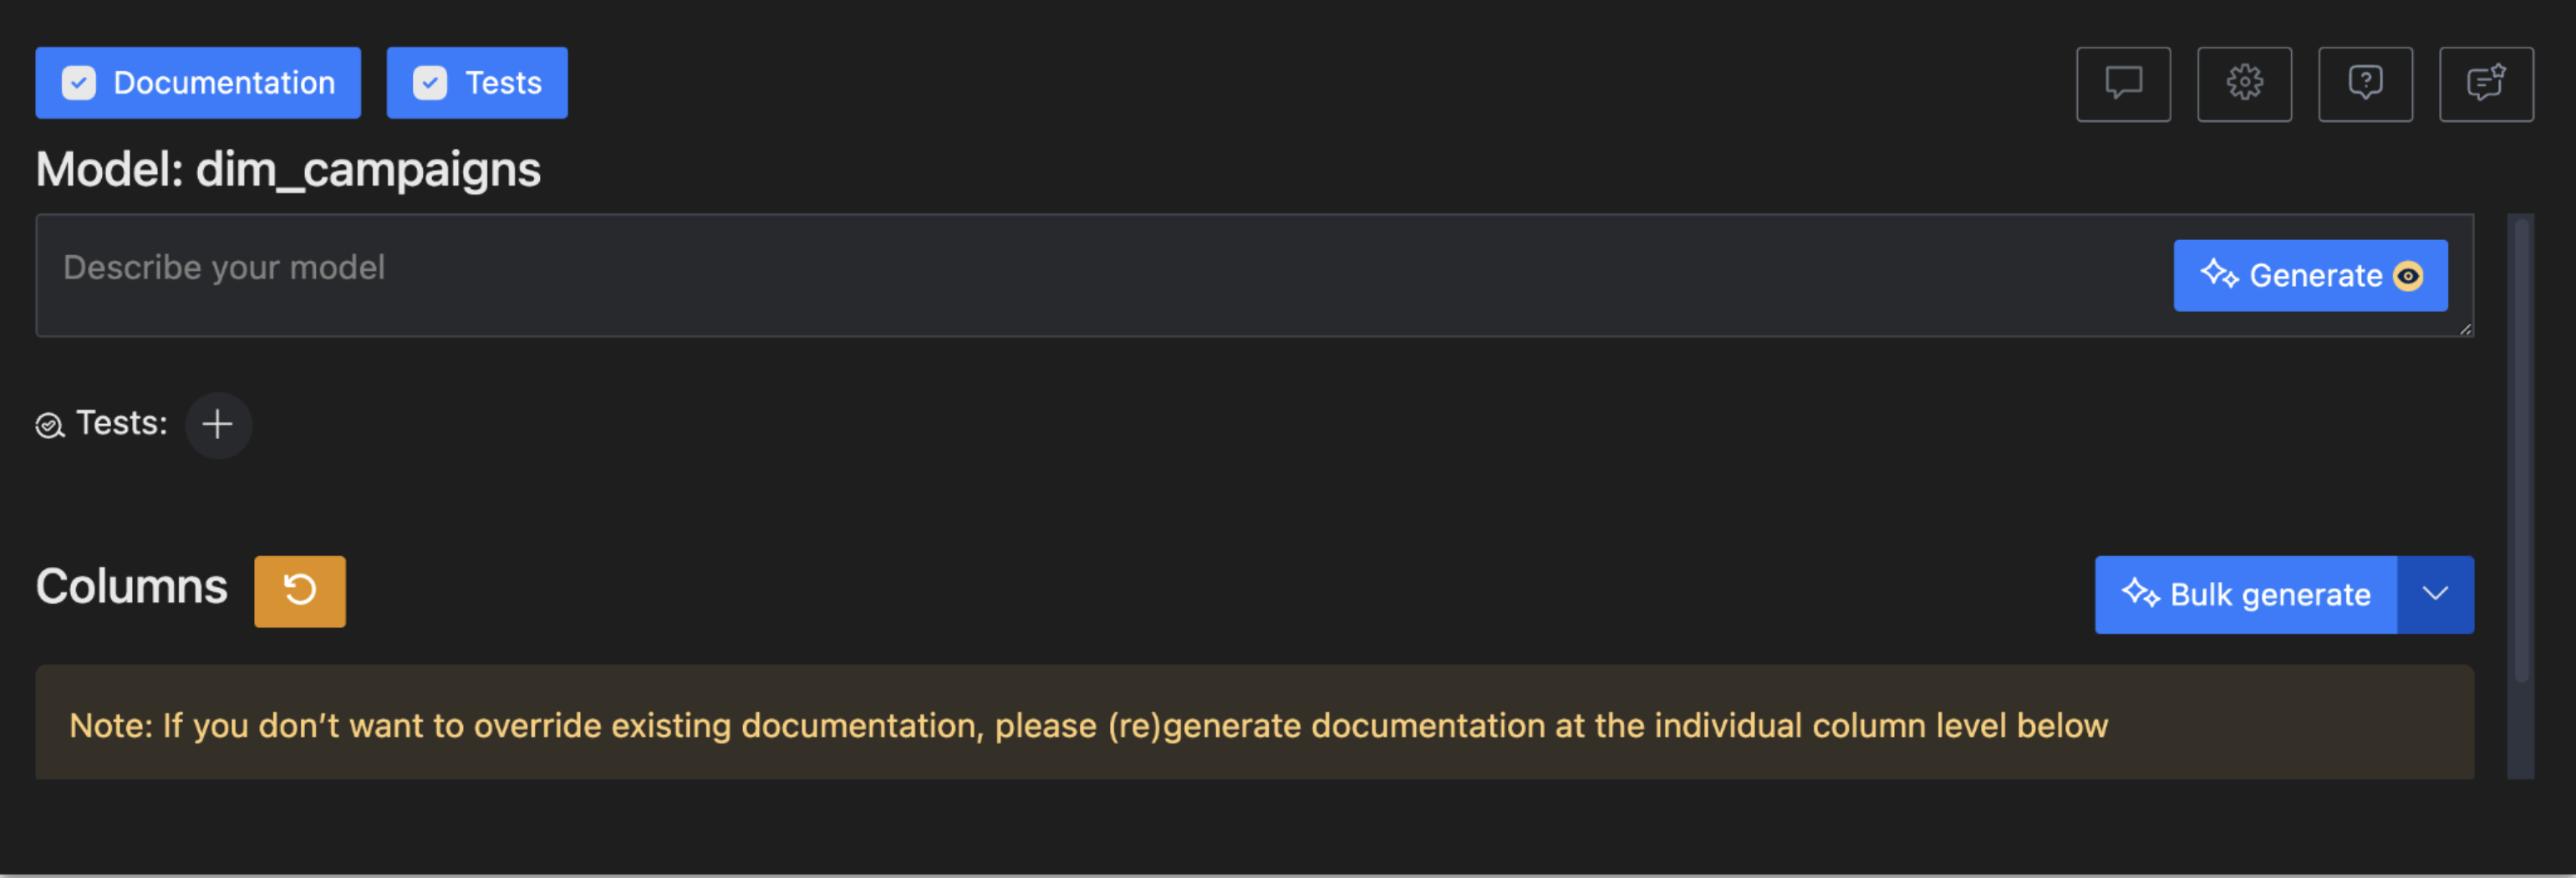 Documentation
Tests
Model: dim_campaigns
Describe your model
Generate
Tests:
Columns
Bulk generate
Note: If you don’t want to override existing documentation, please (re)generate documentation at the individual column level below